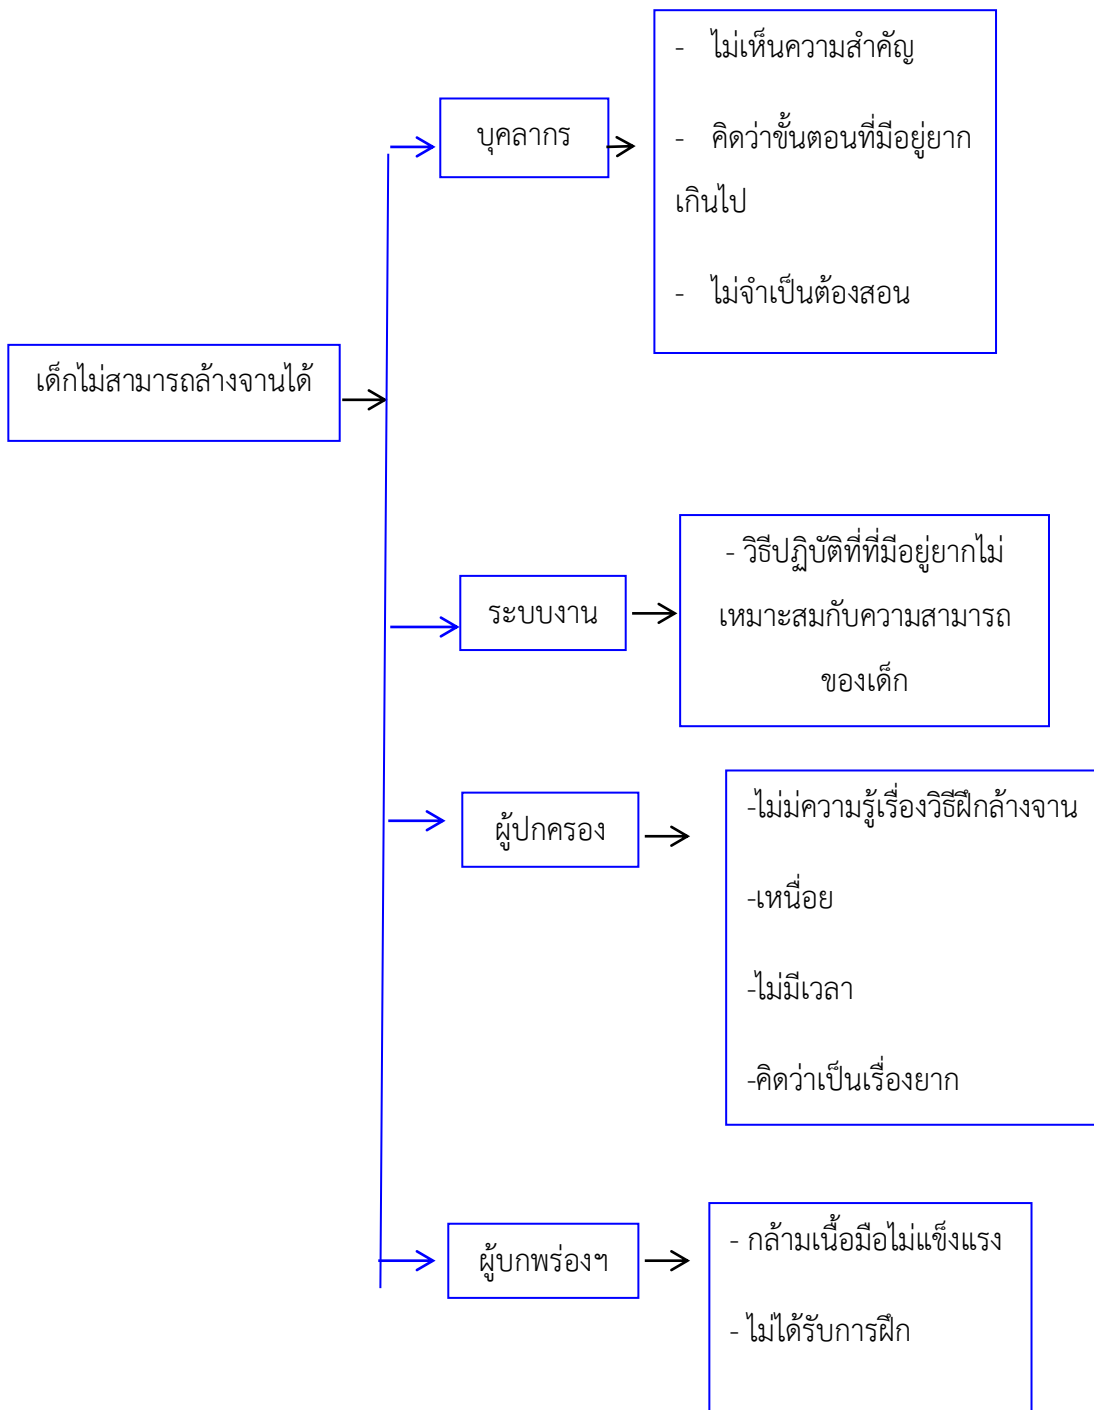 เด็กไม่สามารถล้างจานได้
บุคลากร
- ไม่เห็นความสำคัญ
- คิดว่าขั้นตอนที่มีอยู่ยาก
เกินไป
- ไม่จำเป็นต้องสอน
ระบบงาน
- วิธีปฏิบัติที่ที่มีอยู่ยากไม่
เหมาะสมกับความสามารถ
ของเด็ก
ผู้ปกครอง
-ไม่ม่ความรู้เรื่องวิธีฝึกล้างจาน
-เหนื่อย
-ไม่มีเวลา
-คิดว่าเป็นเรื่องยาก
ผู้บกพร่องฯ
- กล้ามเนื้อมือไม่แข็งแรง
- ไม่ได้รับการฝึก